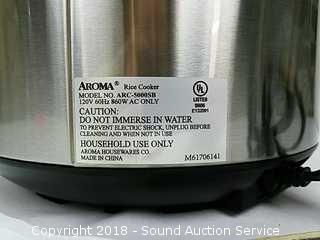 AROMA® Rice Cooker
MODEL NO. ARC-5000SB
120V 60Hz 860W AC ONLY
CAUTION:
DO NOT IMMERSE IN WATER
TO PREVENT ELECTRIC SHOCK, UNPLUG BEFORE
CLEANING AND WHEN NOT IN USE
HOUSEHOLD USE ONLY
AROMA HOUSEWARES CO.
MADE IN CHINA
M61706141
UL
LISTED
Copyright 2018 - Sound Auction Service